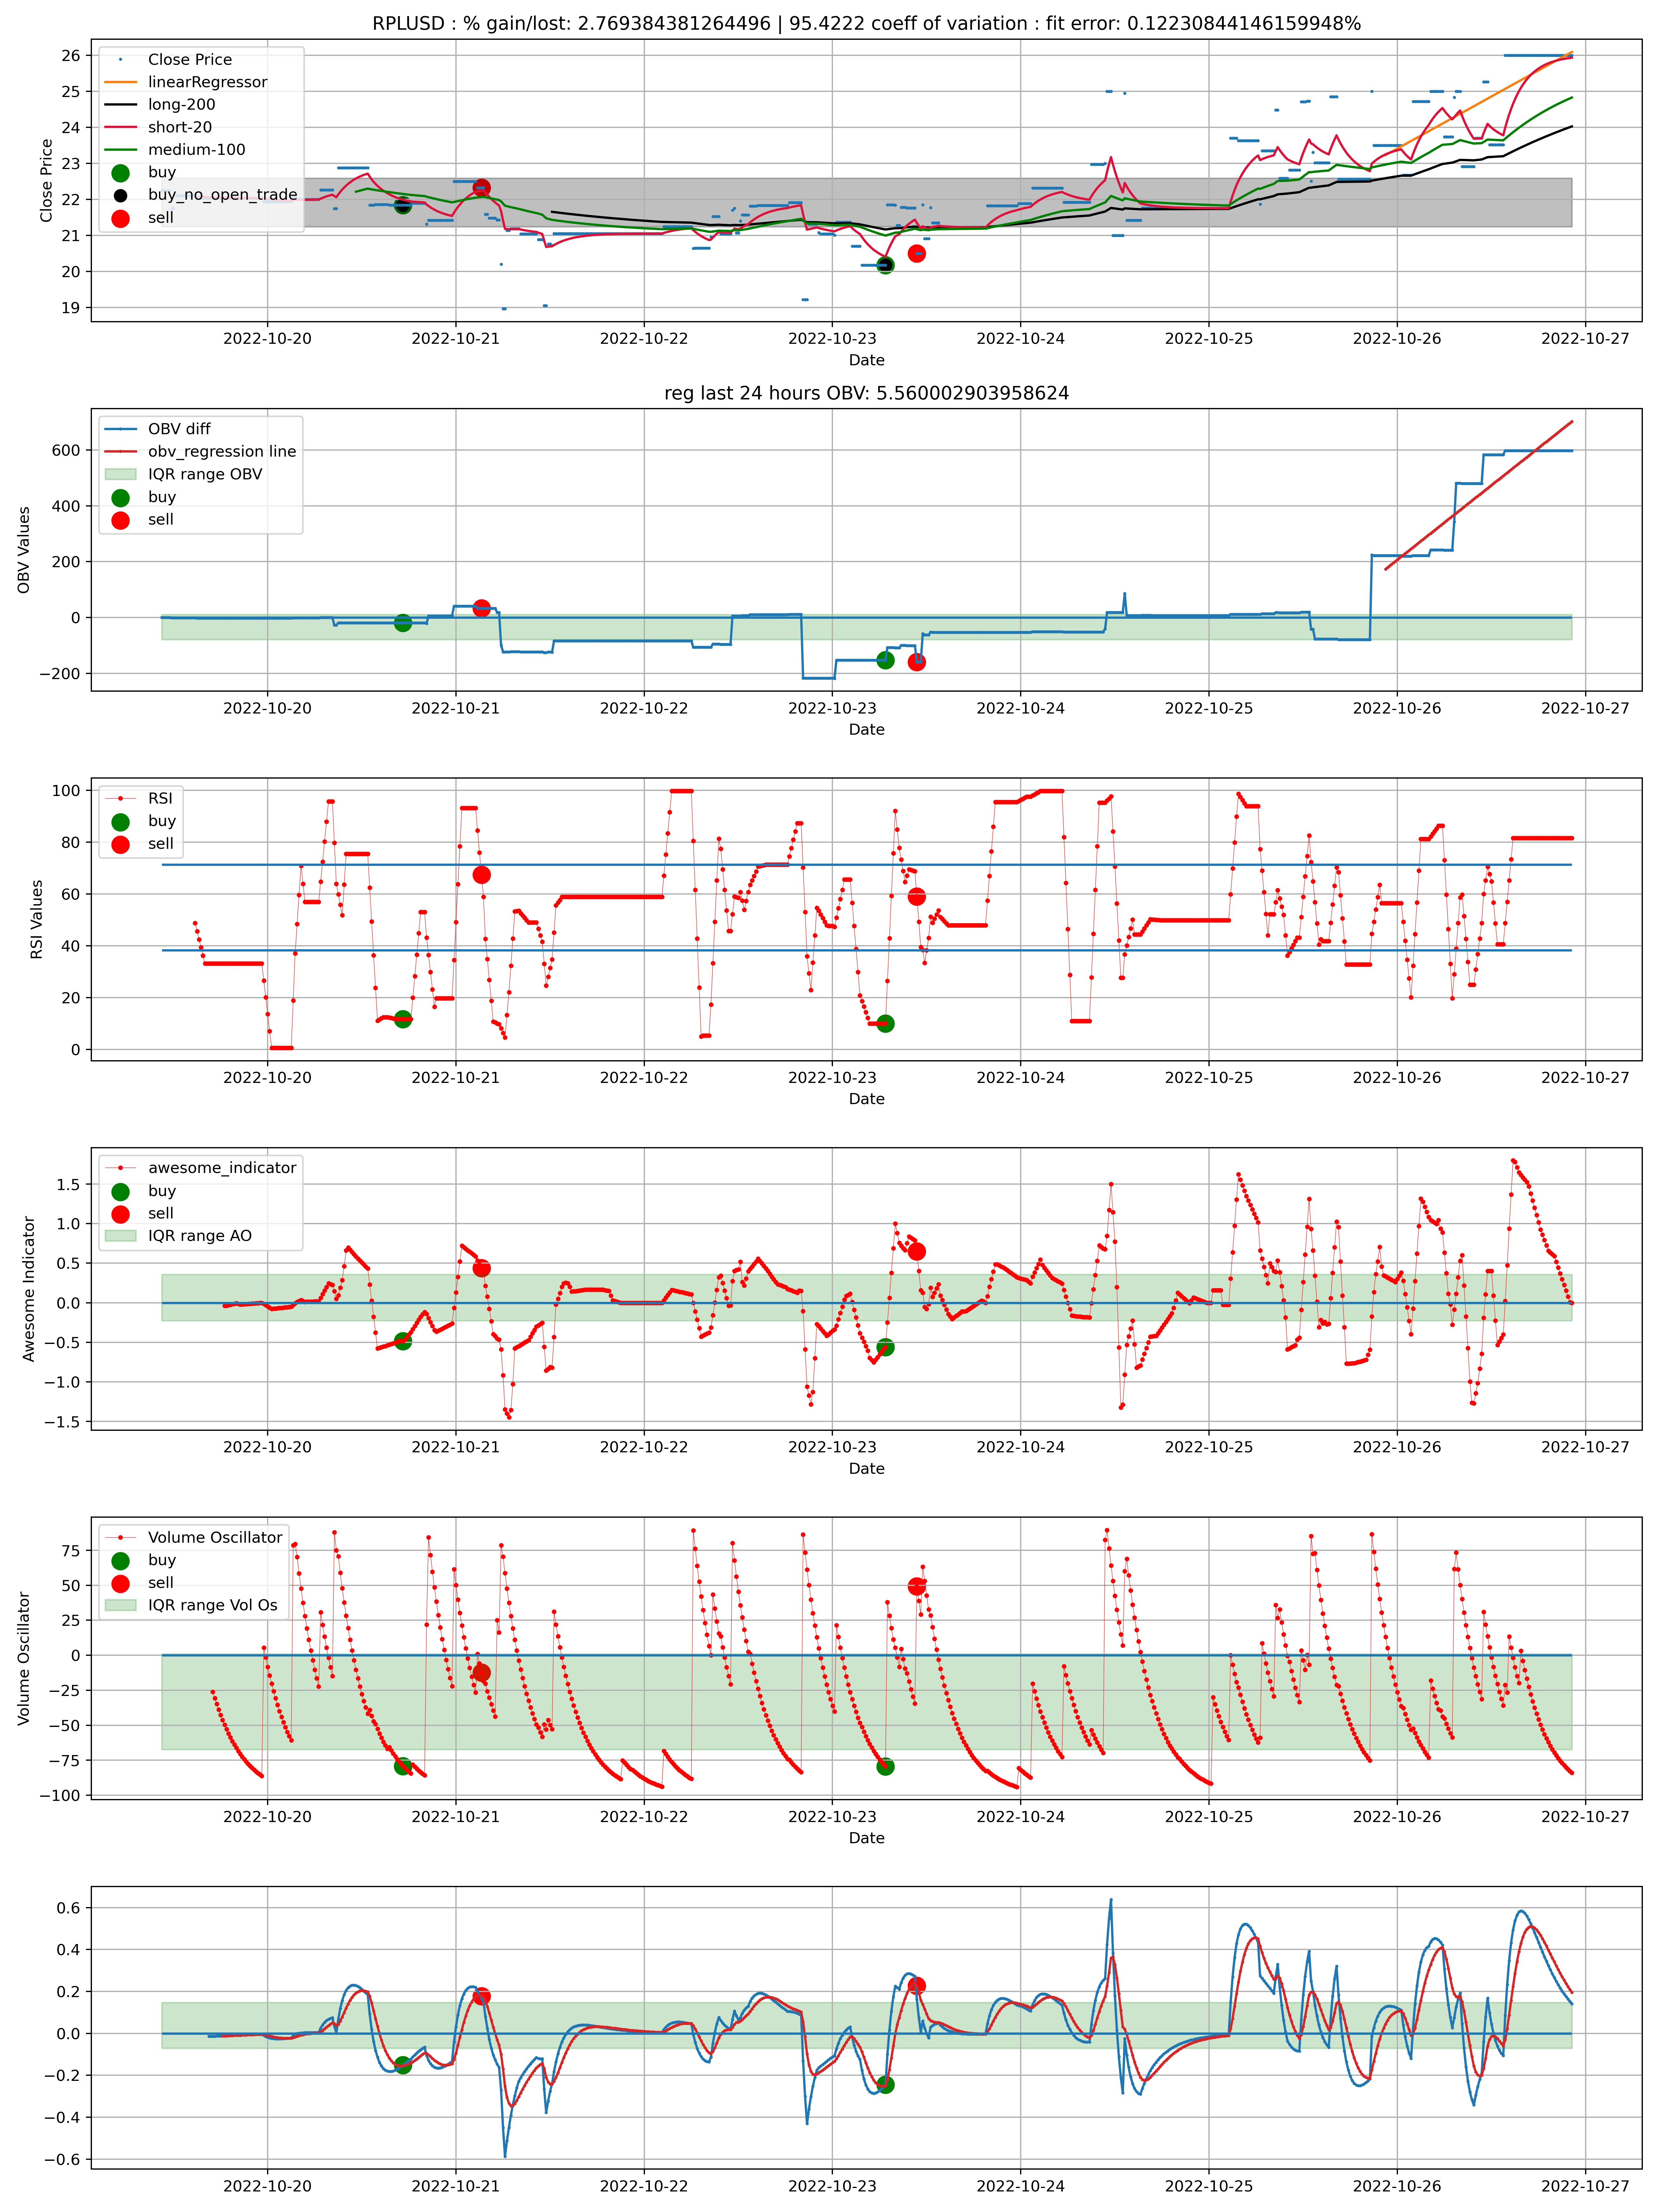 RPLUSD : % gain/lost: 2.769384381264496 | 95.4222 coeff of variation : fit error: 0.12230844146159948%
26
25
24
23
22
21
20
19
Close Price
Close Price
linearRegressor
long-200
short-20
medium-100
buy
buy_no_open_trade
sell
2022-10-20 2022-10-21 2022-10-22 2022-10-23 2022-10-24 2022-10-25 2022-10-26 2022-10-27
Date
reg last 24 hours OBV: 5.560002903958624
600
400
200
0
−200
OBV Values
OBV diff
obv_regression line
IQR range OBV
buy
sell
2022-10-20 2022-10-21 2022-10-22 2022-10-23 2022-10-24 2022-10-25 2022-10-26 2022-10-27
Date
100
80
60
40
20
0
RSI Values
RSI
buy
sell
2022-10-20 2022-10-21 2022-10-22 2022-10-23 2022-10-24 2022-10-25 2022-10-26 2022-10-27
Date
1.5
1.0
0.5
0.0
−0.5
−1.0
−1.5
Awesome Indicator
awesome_indicator
buy
sell
IQR range AO
2022-10-20 2022-10-21 2022-10-22 2022-10-23 2022-10-24 2022-10-25 2022-10-26 2022-10-27
Date
75
50
25
0
−25
−50
−75
−100
Volume Oscillator
Volume Oscillator
buy
sell
IQR range Vol Os
2022-10-20 2022-10-21 2022-10-22 2022-10-23 2022-10-24 2022-10-25 2022-10-26 2022-10-27
Date
0.6
0.4
0.2
0.0
−0.2
−0.4
−0.6
2022-10-20 2022-10-21 2022-10-22 2022-10-23 2022-10-24 2022-10-25 2022-10-26 2022-10-27